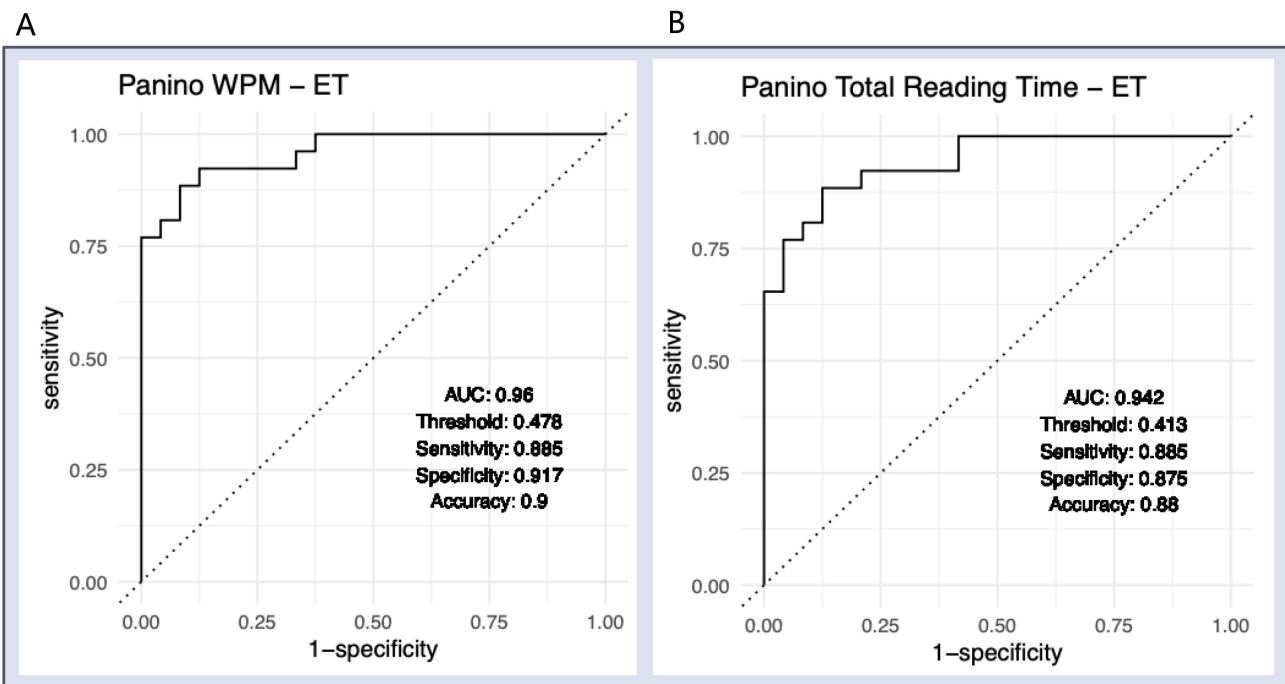 A
Panino WPM – ET
1.00
0.75
0.50
0.25
0.00
sensitivity
AUC: 0.96
Threshold: 0.478
Sensitivity: 0.885
Specificity: 0.917
Accuracy: 0.9
0.00 0.25 0.50 0.75 1.00
1–specificity
B
Panino Total Reading Time – ET
1.00
0.75
0.50
0.25
0.00
sensitivity
AUC: 0.942
Threshold: 0.413
Sensitivity: 0.885
Specificity: 0.875
Accuracy: 0.88
0.00 0.25 0.50 0.75 1.00
1–specificity